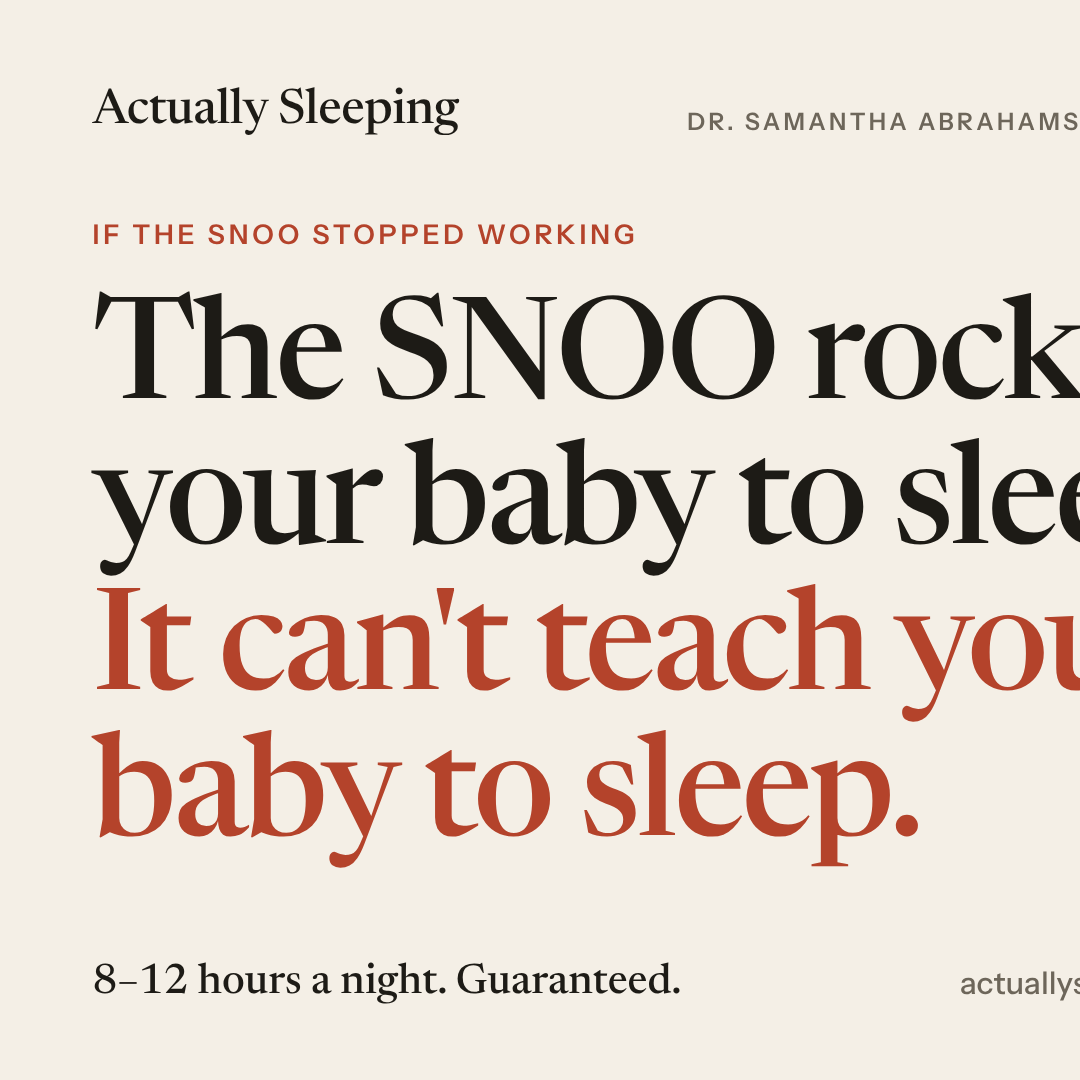 Actually Sleeping
DR. SAMANTHA ABRAHAMS
IF THE SNOO STOPPED WORKING
The SNOO rock
your baby to slee
It can't teach you
baby to sleep.
8–12 hours a night. Guaranteed.
actuallys